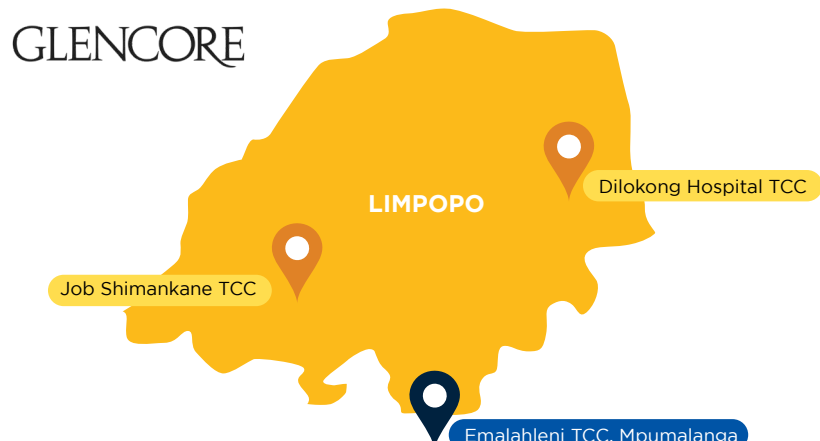 GLENCORE
Dilokong Hospital TCC
LIMPOPO
Job Shimankane TCC
Emalahleni TCC, Mpumalanga